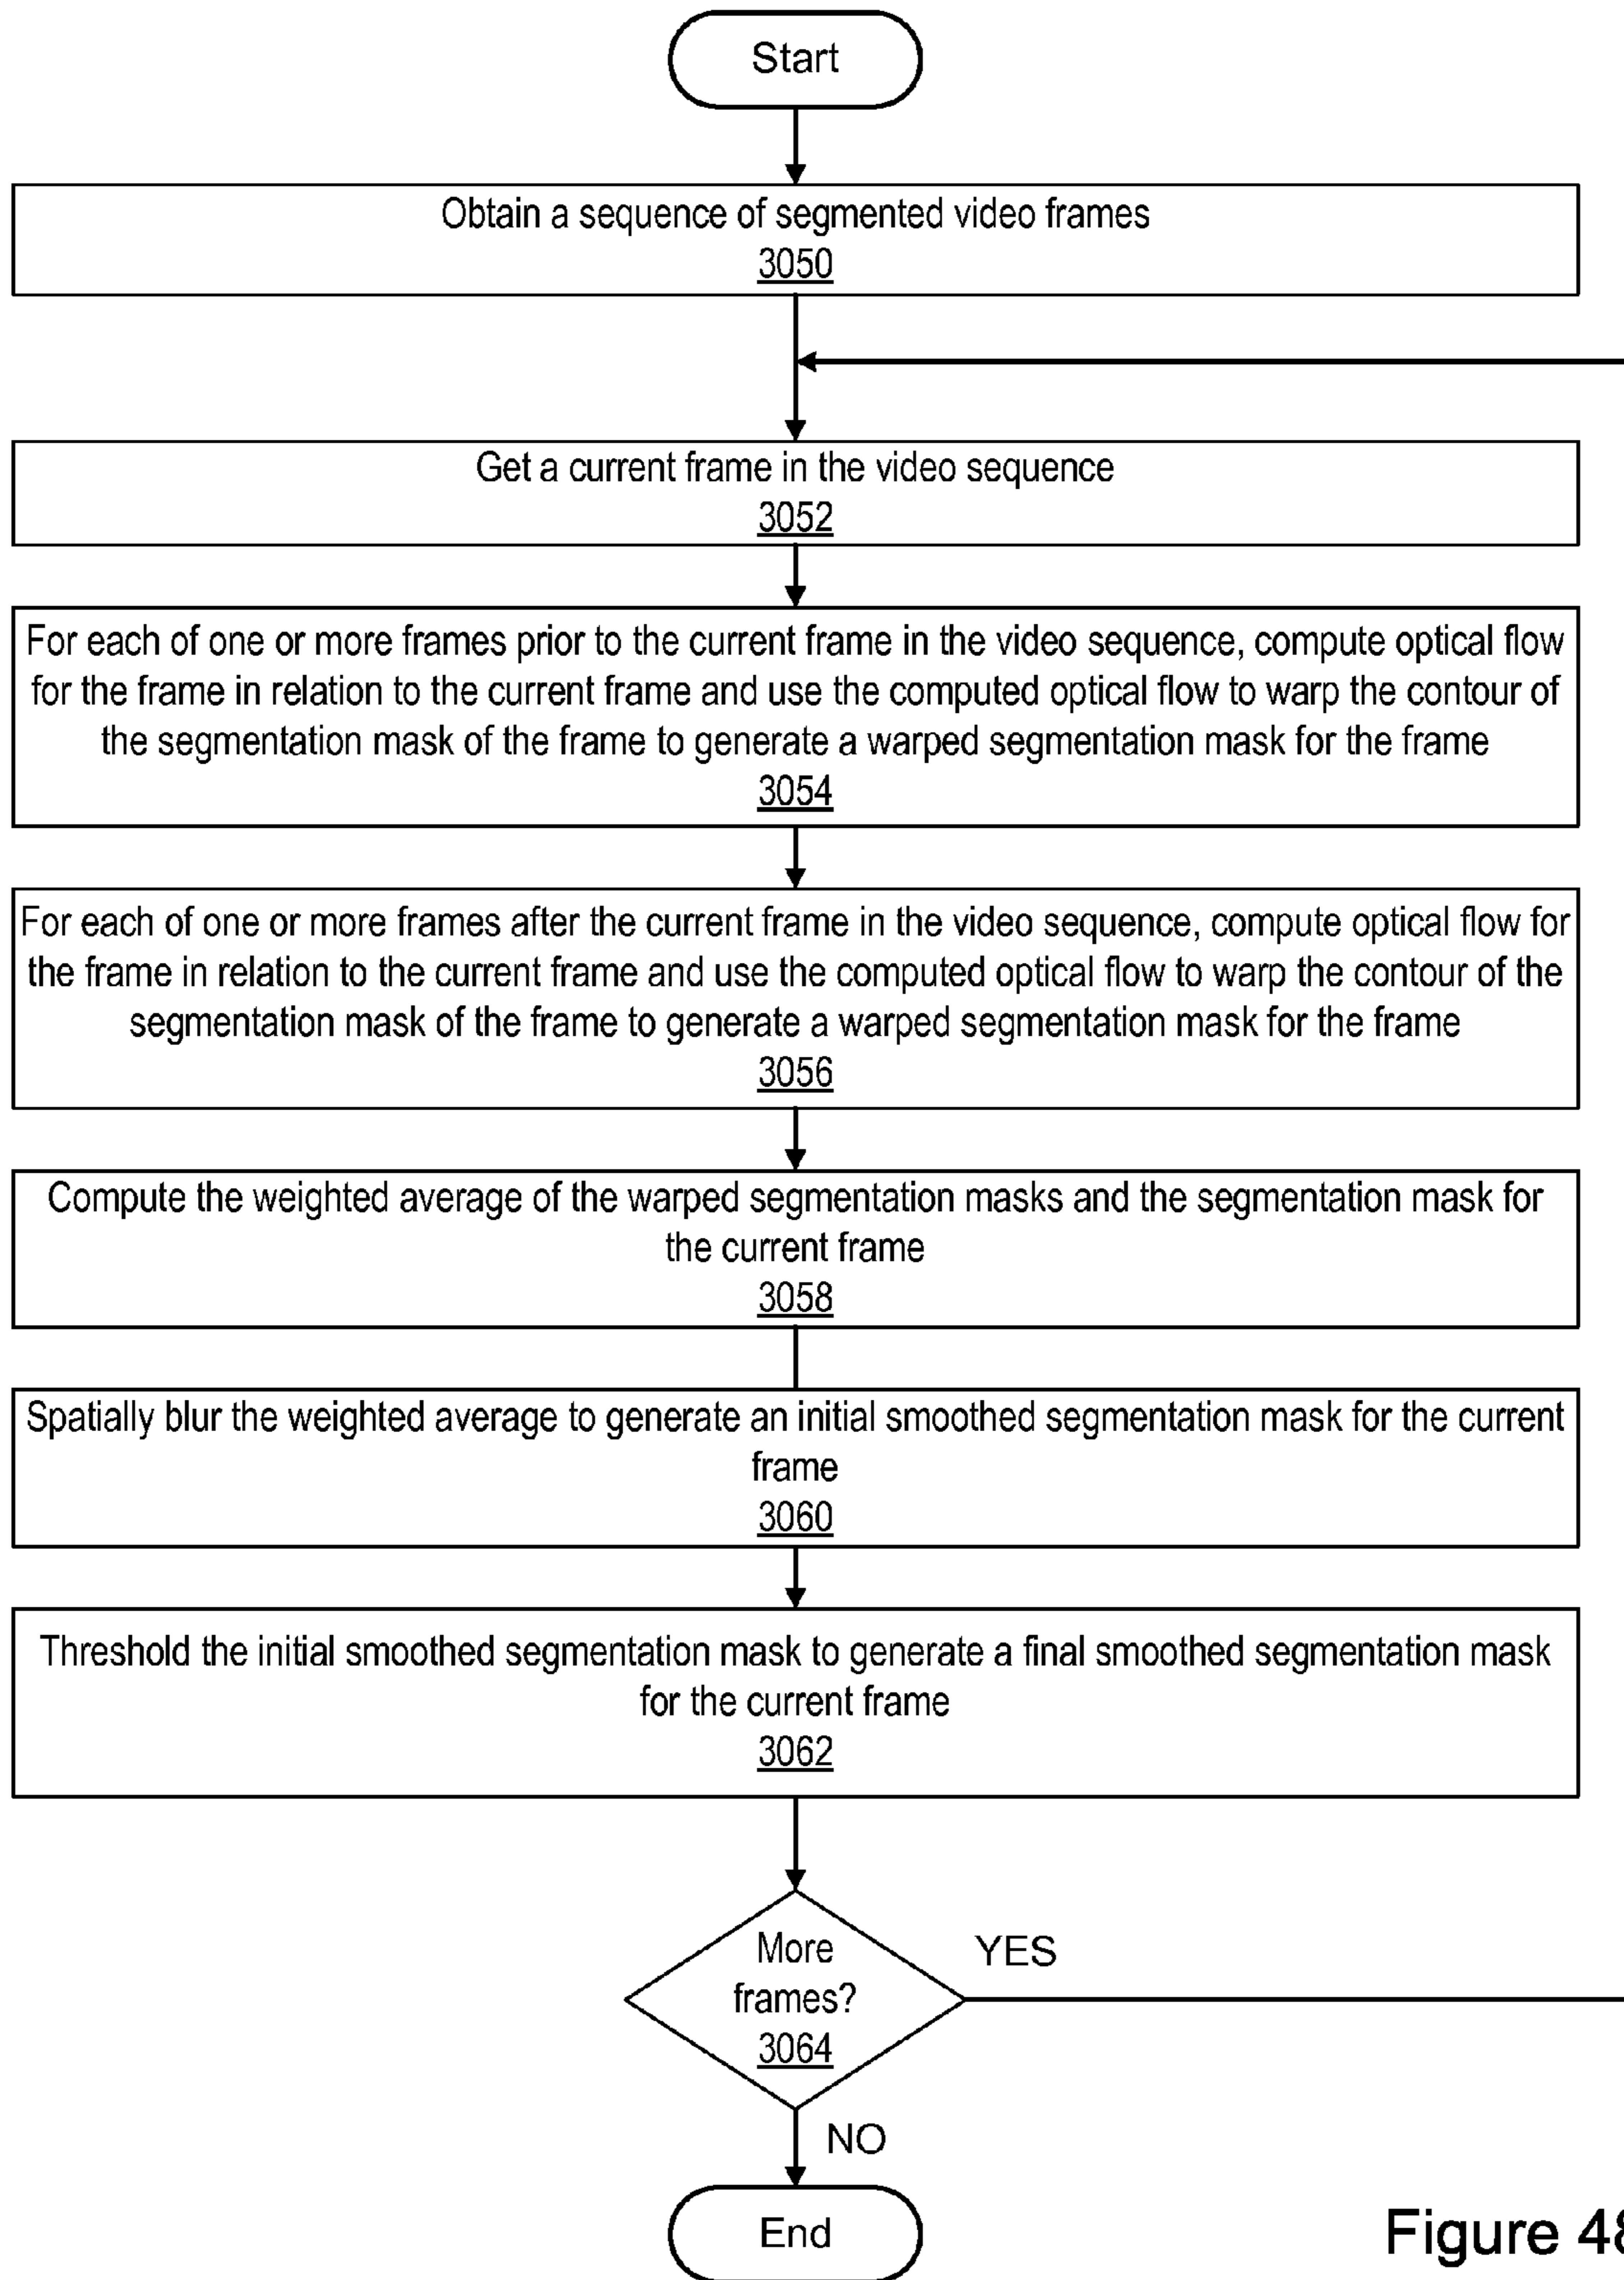 Start
Obtain a sequence of segmented video frames
3050
Get a current frame in the video sequence
3052
For each of one or more frames prior to the current frame in the video sequence, compute optical flow
for the frame in relation to the current frame and use the computed optical flow to warp the contour of
the segmentation mask of the frame to generate a warped segmentation mask for the frame
3054
For each of one or more frames after the current frame in the video sequence, compute optical flow for
the frame in relation to the current frame and use the computed optical flow to warp the contour of the
segmentation mask of the frame to generate a warped segmentation mask for the frame
3056
Compute the weighted average of the warped segmentation masks and the segmentation mask for
the current frame
3058
Spatially blur the weighted average to generate an initial smoothed segmentation mask for the current
frame
3060
Threshold the initial smoothed segmentation mask to generate a final smoothed segmentation mask
for the current frame
3062
More
frames?
3064
YES
NO
End
Figure 48